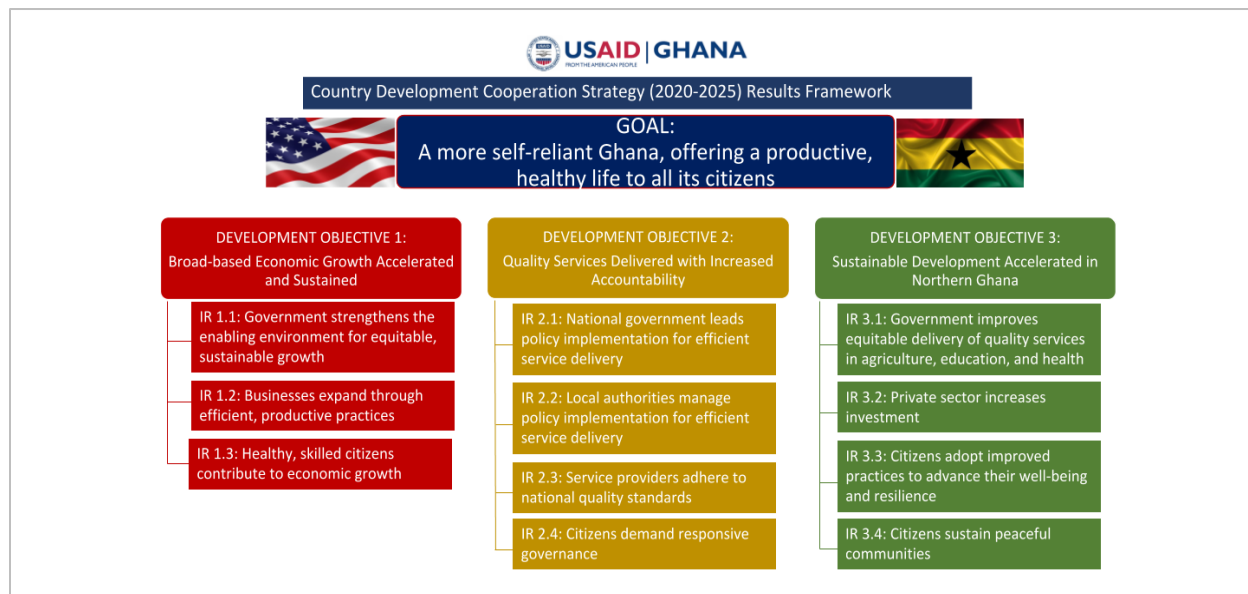 USAID | GHANA
FROM THE AMERICAN PEOPLE
Country Development Cooperation Strategy (2020-2025) Results Framework
GOAL:
A more self-reliant Ghana, offering a productive,
healthy life to all its citizens
DEVELOPMENT OBJECTIVE 1:
Broad-based Economic Growth Accelerated
and Sustained
IR 1.1: Government strengthens the
enabling environment for equitable,
sustainable growth
IR 1.2: Businesses expand through
efficient, productive practices
IR 1.3: Healthy, skilled citizens
contribute to economic growth
DEVELOPMENT OBJECTIVE 2:
Quality Services Delivered with Increased
Accountability
IR 2.1: National government leads
policy implementation for efficient
service delivery
IR 2.2: Local authorities manage
policy implementation for efficient
service delivery
IR 2.3: Service providers adhere to
national quality standards
IR 2.4: Citizens demand responsive
governance
DEVELOPMENT OBJECTIVE 3:
Sustainable Development Accelerated in
Northern Ghana
IR 3.1: Government improves
equitable delivery of quality services
in agriculture, education, and health
IR 3.2: Private sector increases
investment
IR 3.3: Citizens adopt improved
practices to advance their well-being
and resilience
IR 3.4: Citizens sustain peaceful
communities